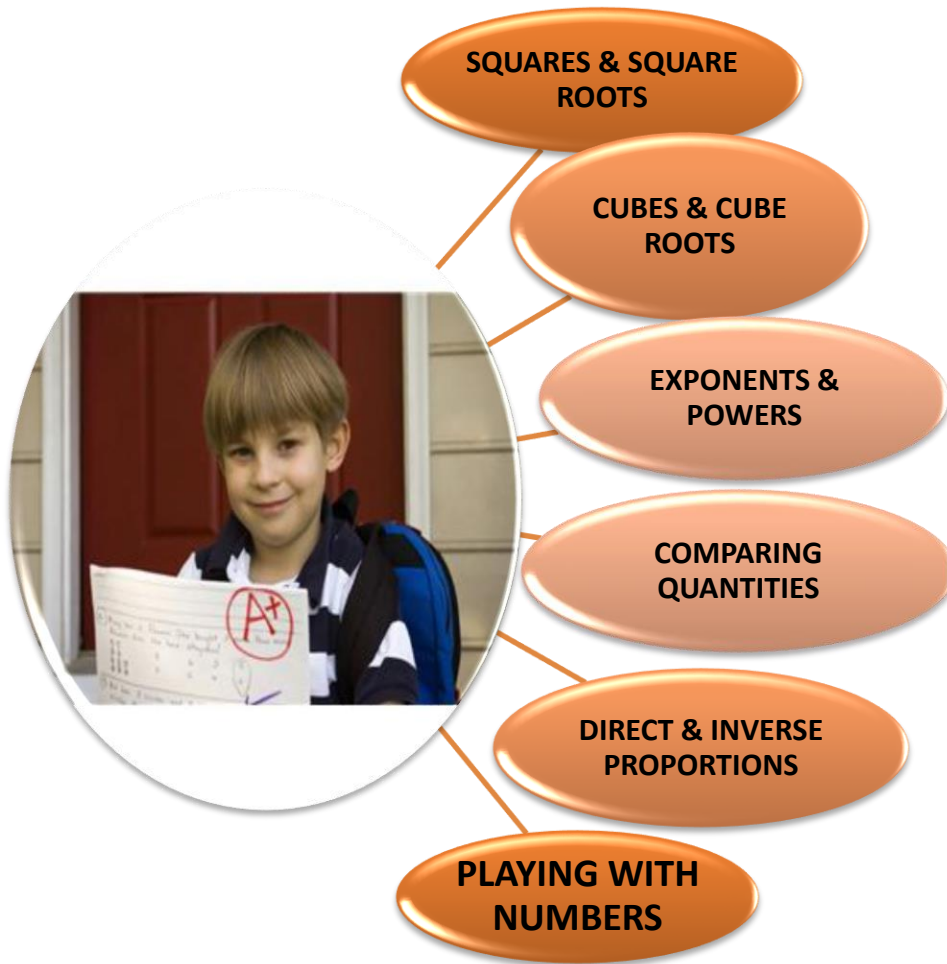 SQUARES & SQUARE
ROOTS
CUBES & CUBE
ROOTS
EXPONENTS &
POWERS
COMPARING
QUANTITIES
A+
DIRECT & INVERSE
PROPORTIONS
PLAYING WITH
NUMBERS